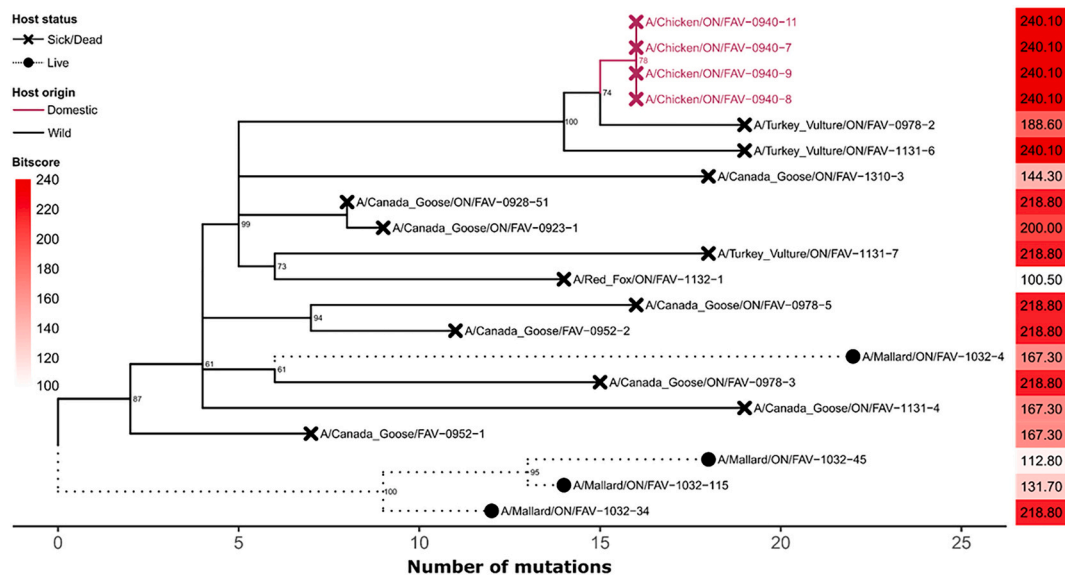 Host status
Sick/Dead
Live
Host origin
Domestic
Wild
Bitscore
240
220
200
180
160
140
120
100
A/Chicken/ON/FAV-0940-11 240.10
A/Chicken/ON/FAV-0940-7 240.10
78
A/Chicken/ON/FAV-0940-9 240.10
74
A/Chicken/ON/FAV-0940-8 240.10
100
A/Turkey_Vulture/ON/FAV-0978-2 188.60
A/Turkey_Vulture/ON/FAV-1131-6 240.10
A/Canada_Goose/ON/FAV-1310-3 144.30
A/Canada_Goose/ON/FAV-0928-51 218.80
99
A/Canada_Goose/ON/FAV-0923-1 200.00
A/Turkey_Vulture/ON/FAV-1131-7 218.80
73
A/Red_Fox/ON/FAV-1132-1 100.50
A/Canada_Goose/ON/FAV-0978-5 218.80
94
A/Canada_Goose/FAV-0952-2 218.80
A/Mallard/ON/FAV-1032-4 167.30
61
61
A/Canada_Goose/ON/FAV-0978-3 218.80
87
A/Canada_Goose/ON/FAV-1131-4 167.30
A/Canada_Goose/FAV-0952-1 167.30
A/Mallard/ON/FAV-1032-45 112.80
95
A/Mallard/ON/FAV-1032-115 131.70
100
A/Mallard/ON/FAV-1032-34 218.80
0 5 10 15 20 25
Number of mutations